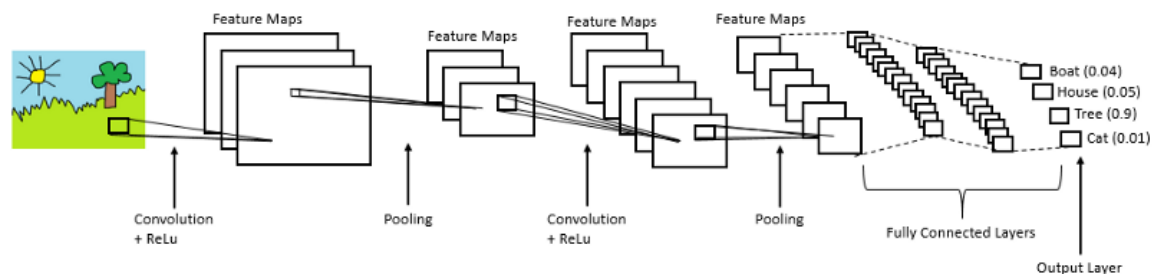 Feature Maps
Feature Maps
Feature Maps
Feature Maps
Boat (0.04)
House (0.05)
Tree (0.9)
Cat (0.01)
Convolution
+ ReLu
Pooling
Convolution
+ ReLu
Pooling
Fully Connected Layers
Output Layer